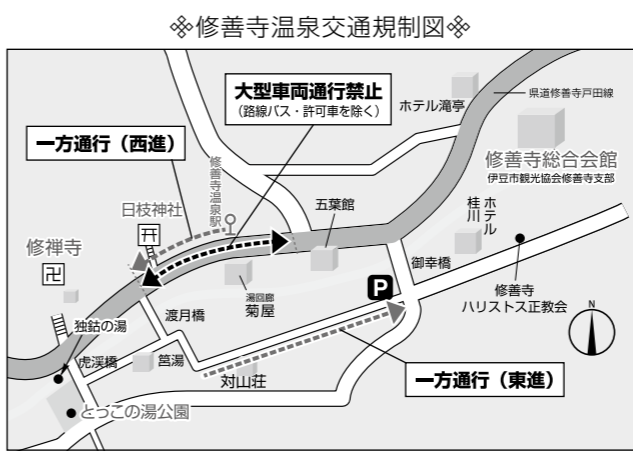 ※修善寺温泉交通規制図※
大型車両通行禁止
(路線バス・許可車を除く)
ホテル滝亭
県道修善寺戸田線
一方通行（西進）
修善寺温泉駅
修善寺総合会館
伊豆市観光協会修善寺支部
日枝神社
五葉館
ホテル
桂川
修禅寺
卍
御幸橋
湯回廊
菊屋
P
修善寺
ハリストス正教会
N
独鈷の湯
渡月橋
虎渓橋
筥湯
対山荘
一方通行（東進）
とっこの湯公園